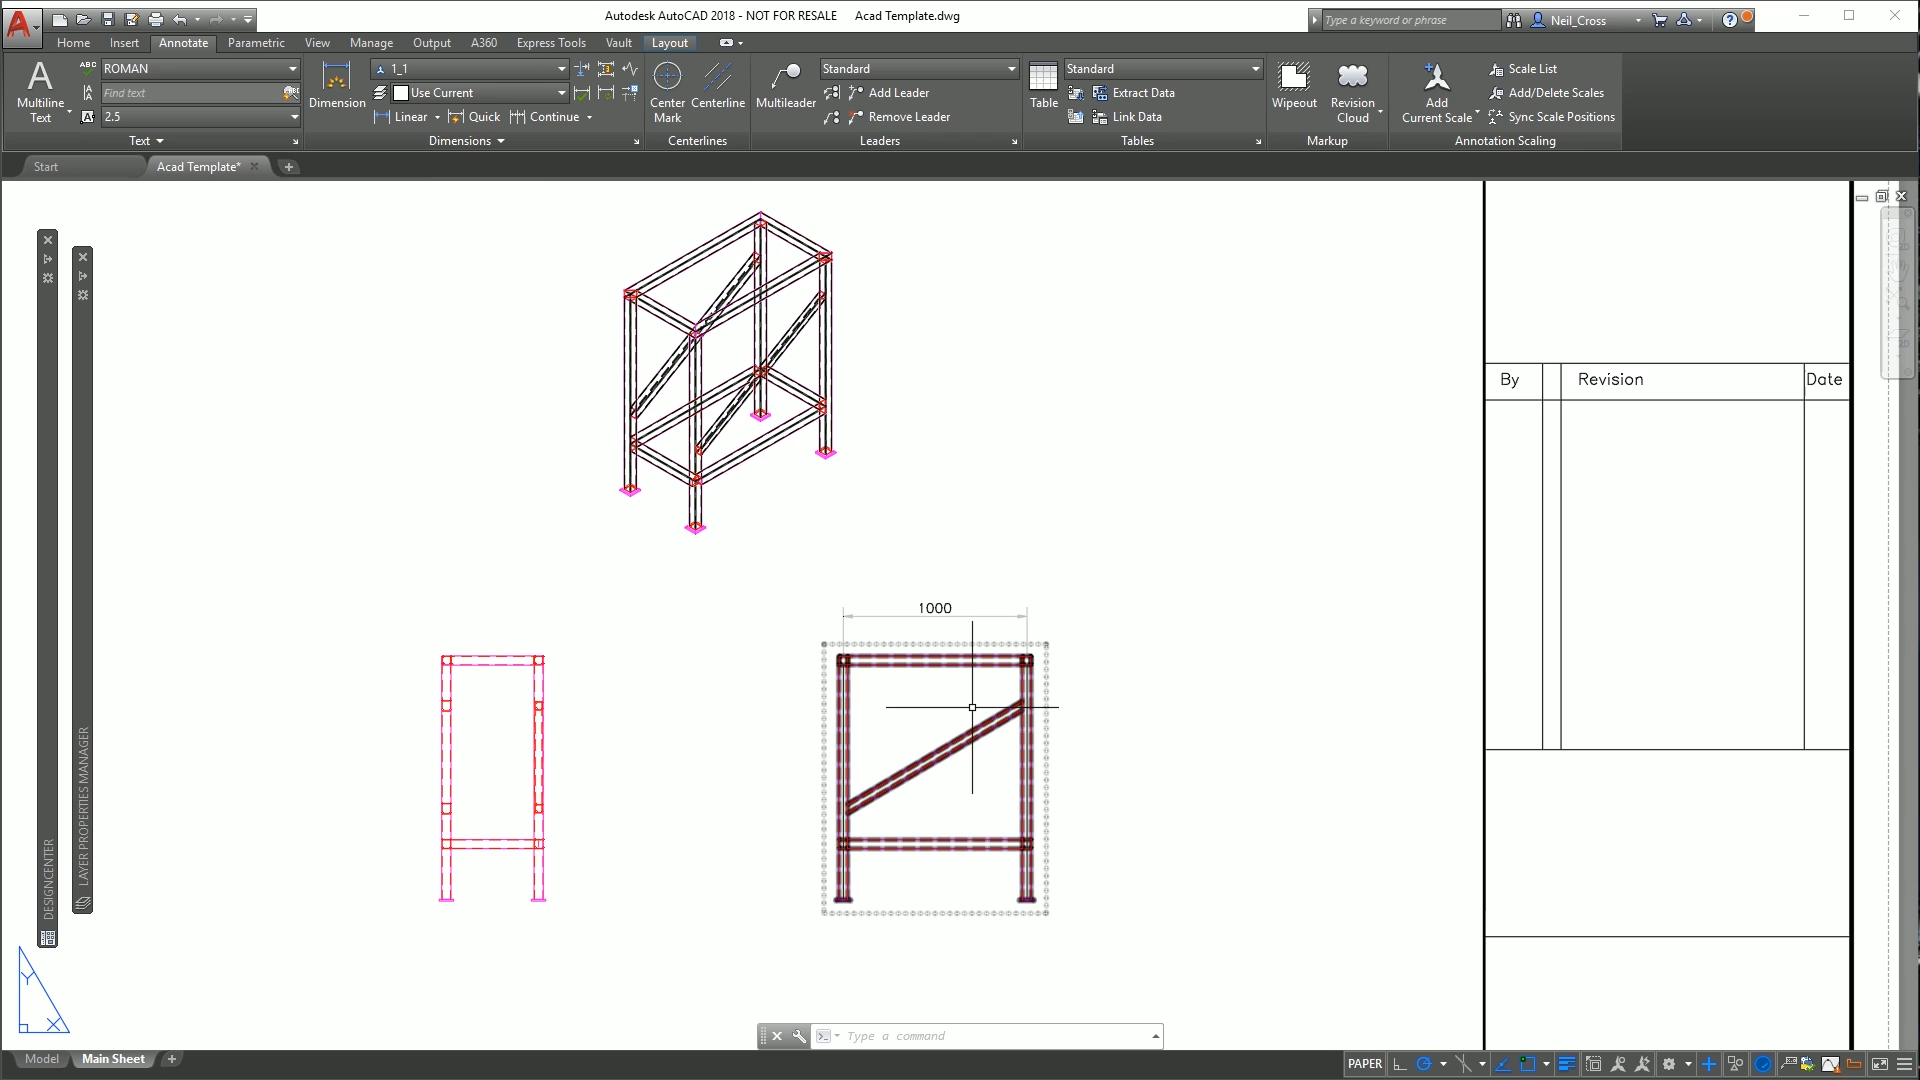 Autodesk AutoCAD 2018 - NOT FOR RESALE Acad Template.dwg
Type a keyword or phrase
Neil_Cross
Home Insert Annotate Parametric View Manage Output A360 Express Tools Vault Layout
A
Multiline
Text
ABC
ROMAN
Find text
2.5
Text
Dimension
1_1
Use Current
Linear Quick Continue
Dimensions
Center
Mark
Centerline
Centerlines
Multileader
Standard
Add Leader
Remove Leader
Leaders
Table
Standard
Extract Data
Link Data
Tables
Wipeout
Revision
Cloud
Markup
Add
Current Scale
Scale List
Add/Delete Scales
Sync Scale Positions
Annotation Scaling
Start
Acad Template*
DESIGNCENTER
LAYER PROPERTIES MANAGER
By Revision Date
1000
Y
X
Type a command
Model
Main Sheet
PAPER